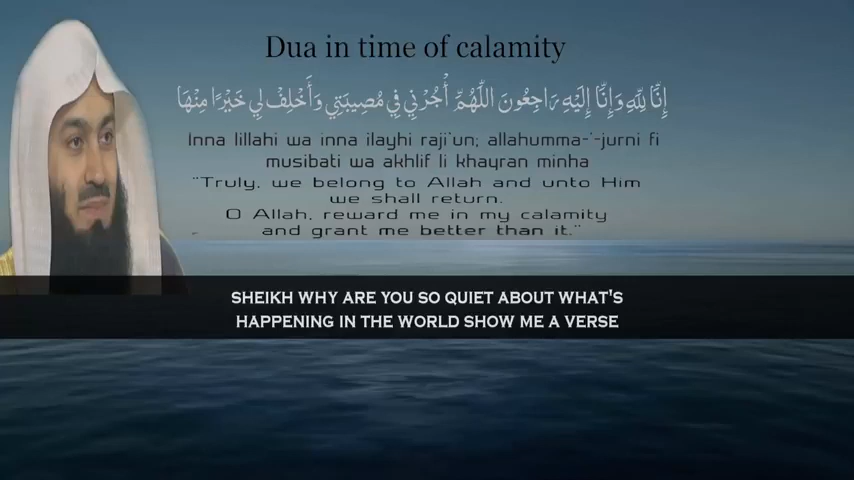 Dua in time of calamity
إِنَّا لِلَّهِ وَإِنَّا إِلَيْهِ رَاجِعُونَ اللَّهُمَّ أْجُرْنِي فِي مُصِيبَتِي وَأَخْلِفْ لِي خَيْرًا مِنْهَا
Inna lillahi wa inna ilayhi raji'un; allahumma-'-jurni fi
musibati wa akhlif li khayran minha
"Truly, we belong to Allah and unto Him
we shall return.
O Allah, reward me in my calamity
and grant me better than it."
SHEIKH WHY ARE YOU SO QUIET ABOUT WHAT'S
HAPPENING IN THE WORLD SHOW ME A VERSE